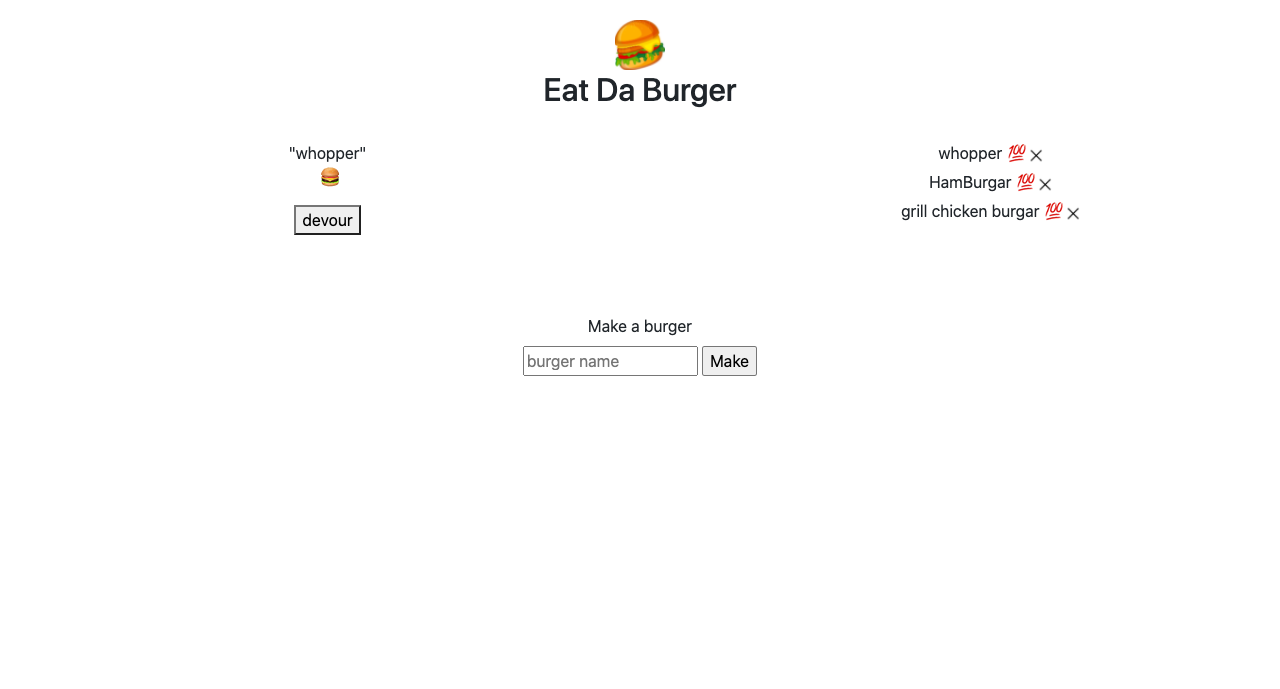 Eat Da Burger
"whopper"
🍔
devour
whopper 💯 ✕
HamBurgar 💯 ✕
grill chicken burgar 💯 ✕
Make a burger
burger name
Make